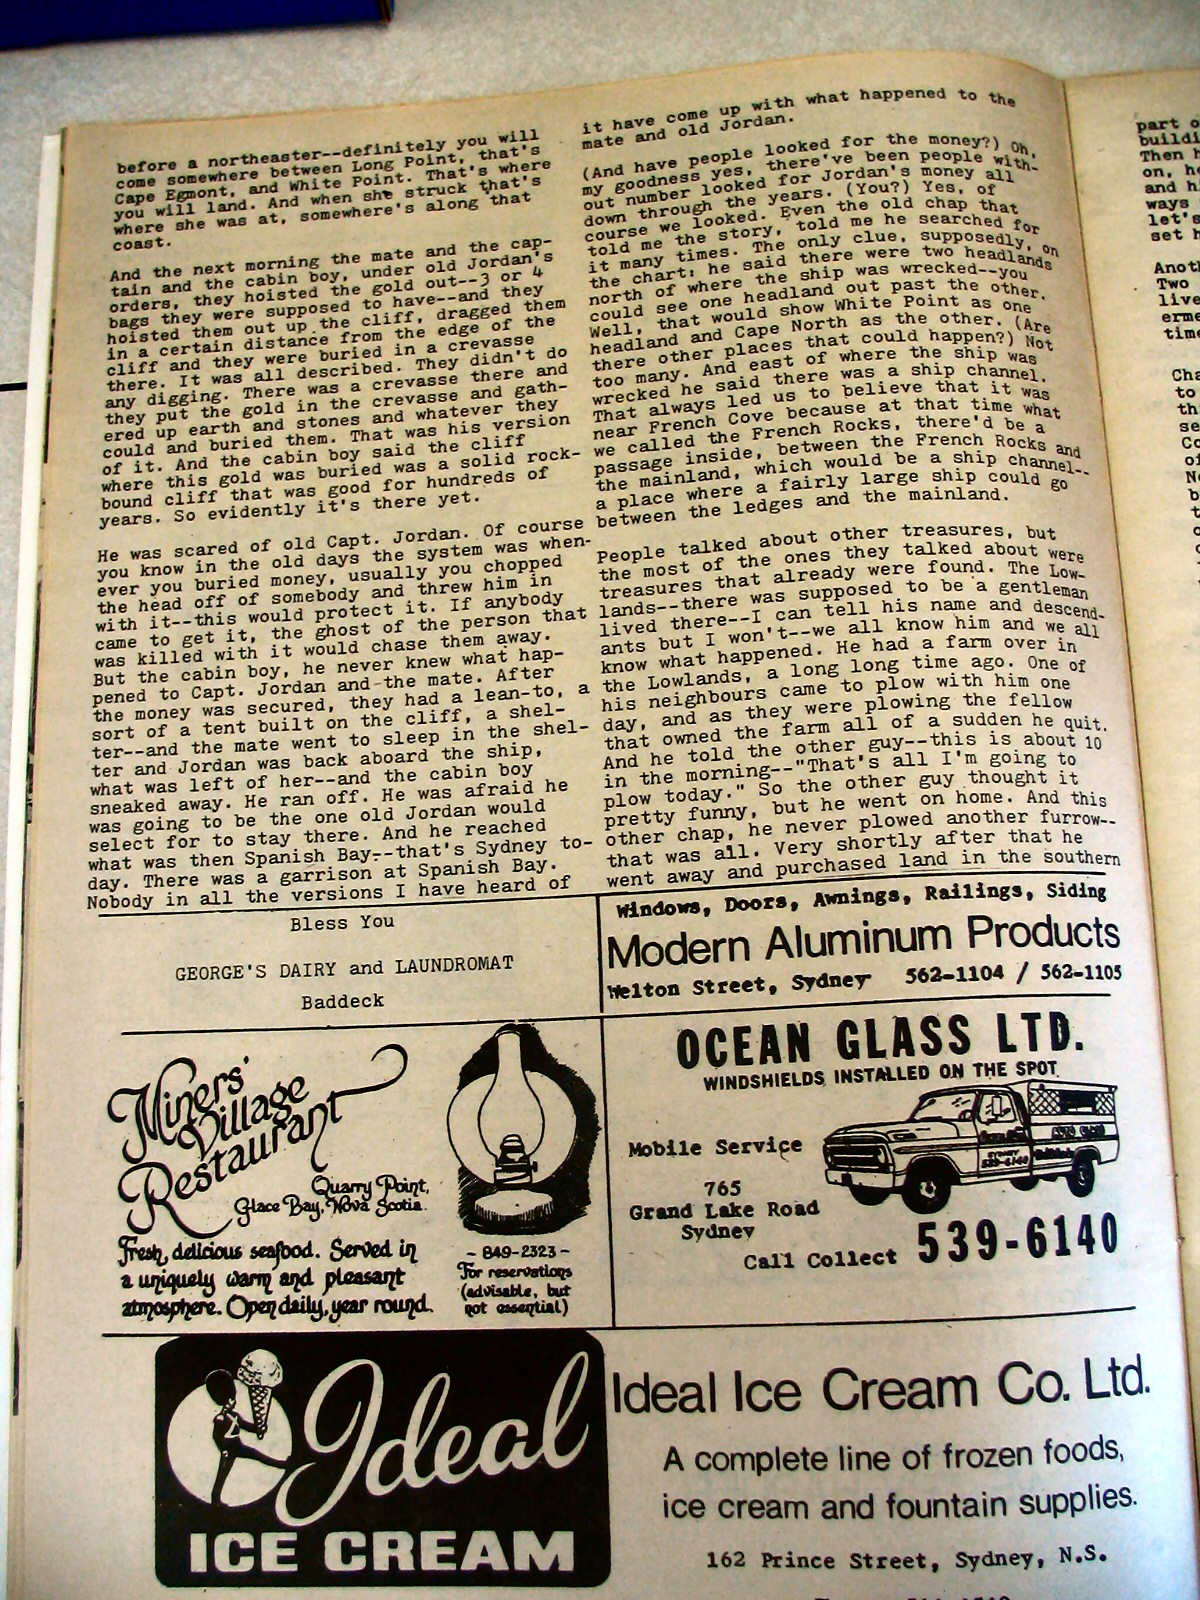 before a northeaster--definitely you will
come somewhere between Long Point, that's
Cape Egmont, and White Point. That's where
you will land. And when she struck that's
where she was at, somewhere's along that
coast.
And the next morning the mate and the cap-
tain and the cabin boy, under old Jordan's
orders, they hoisted the gold out--3 or 4
bags they were supposed to have--and they
hoisted them out up the cliff, dragged them
in a certain distance from the edge of the
cliff and they were buried in a crevasse
there. It was all described. They didn't do
any digging. There was a crevasse there and
they put the gold in the crevasse and gath-
ered up earth and stones and whatever they
could and buried them. That was his version
of it. And the cabin boy said the cliff
where this gold was buried was a solid rock-
bound cliff that was good for hundreds of
years. So evidently it's there yet.
He was scared of old Capt. Jordan. Of course
you know in the old days the system was when-
ever you buried money, usually you chopped
the head off of somebody and threw him in
with it--this would protect it. If anybody
came to get it, the ghost of the person that
was killed with it would chase them away.
But the cabin boy, he never knew what hap-
pened to Capt. Jordan and the mate. After
the money was secured, they had a lean-to, a
sort of a tent built on the cliff, a shel-
ter--and the mate went to sleep in the shel-
ter and Jordan was back aboard the ship,
what was left of her--and the cabin boy
sneaked away. He ran off. He was afraid he
was going to be the one old Jordan would
select for to stay there. And he reached
what was then Spanish Bay--that's Sydney to-
day. There was a garrison at Spanish Bay.
Nobody in all the versions I have heard of
it have come up with what happened to the
mate and old Jordan.
(And have people looked for the money?) Oh,
my goodness yes, there've been people with-
out number looked for Jordan's money all
down through the years. (You?) Yes, of
course we looked. Even the old chap that
told me the story, told me he searched for
it many times. The only clue, supposedly, on
the chart: he said there were two headlands
north of where the ship was wrecked--you
could see one headland out past the other.
Well, that would show White Point as one
headland and Cape North as the other. (Are
there other places that could happen?) Not
too many. And east of where the ship was
wrecked he said there was a ship channel.
That always led us to believe that it was
near French Cove because at that time what
we called the French Rocks, there'd be a
passage inside, between the French Rocks and
the mainland, which would be a ship channel--
a place where a fairly large ship could go
between the ledges and the mainland.
People talked about other treasures, but
the most of the ones they talked about were
treasures that already were found. The Low-
lands--there was supposed to be a gentleman
lived there--I can tell his name and descend-
ants but I won't--we all know him and we all
know what happened. He had a farm over in
the Lowlands, a long long time ago. One of
his neighbours came to plow with him one
day, and as they were plowing the fellow
that owned the farm all of a sudden he quit.
And he told the other guy--this is about 10
in the morning--"That's all I'm going to
plow today." So the other guy thought it
pretty funny, but he went on home. And this
other chap, he never plowed another furrow--
that was all. Very shortly after that he
went away and purchased land in the southern
Bless You
GEORGE'S DAIRY and LAUNDROMAT
Baddeck
Windows, Doors, Awnings, Railings, Siding
Modern Aluminum Products
Welton Street, Sydney 562-1104 / 562-1105
Miners'
Village
Restaurant
Quarry Point,
Glace Bay, Nova Scotia.
Fresh, delicious seafood. Served in
a uniquely warm and pleasant
atmosphere. Open daily, year round.
- 849-2323 -
For reservations
(advisable, but
not essential)
OCEAN GLASS LTD.
WINDSHIELDS INSTALLED ON THE SPOT
Mobile Service
765
Grand Lake Road
Sydney
Call Collect 539-6140
Ideal
ICE CREAM
Ideal Ice Cream Co. Ltd.
A complete line of frozen foods,
ice cream and fountain supplies.
162 Prince Street, Sydney, N.S.
part
Then
on,
and
ways
let's
set
Two
to